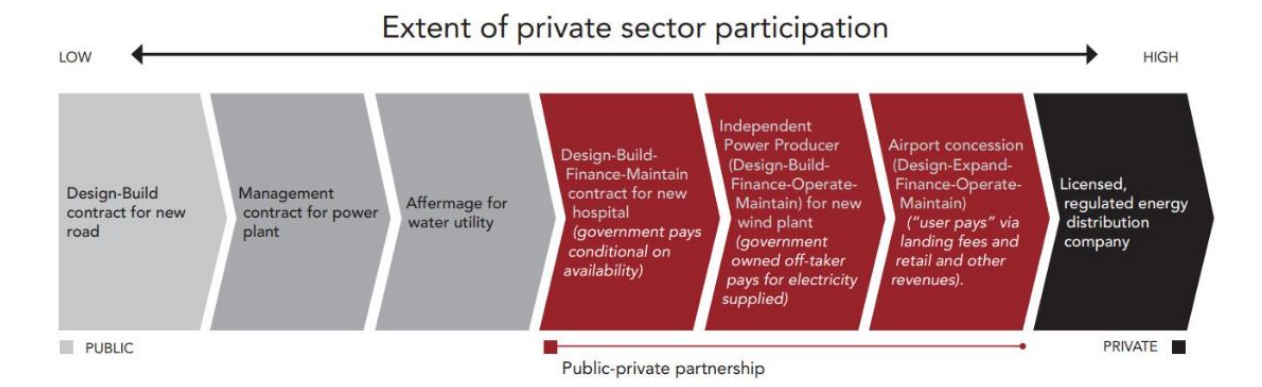 Extent of private sector participation
LOW
HIGH
Design-Build
contract for new
road
Management
contract for power
plant
Affermage for
water utility
Design-Build-
Finance-Maintain
contract for new
hospital
(government pays
conditional on
availability)
Independent
Power Producer
(Design-Build-
Finance-Operate-
Maintain) for new
wind plant
(government
owned off-taker
pays for electricity
supplied)
Airport concession
(Design-Expand-
Finance-Operate-
Maintain)
("user pays" via
landing fees and
retail and other
revenues).
Licensed,
regulated energy
distribution
company
PUBLIC
Public-private partnership
PRIVATE